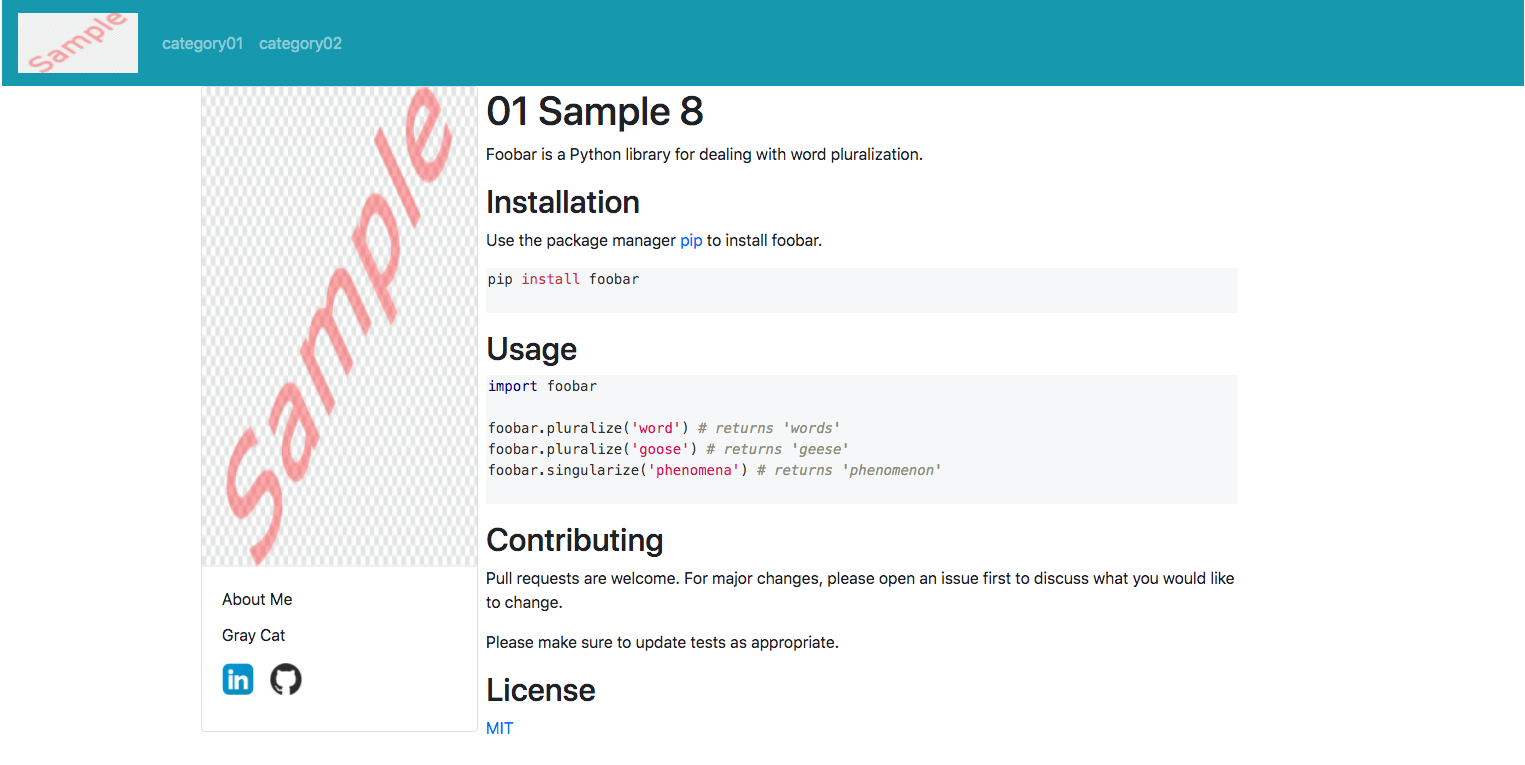 Sample
category01 category02
Sample
About Me
Gray Cat
in
01 Sample 8
Foobar is a Python library for dealing with word pluralization.
Installation
Use the package manager pip to install foobar.
pip install foobar
Usage
import foobar
foobar.pluralize('word') # returns 'words'
foobar.pluralize('goose') # returns 'geese'
foobar.singularize('phenomena') # returns 'phenomenon'
Contributing
Pull requests are welcome. For major changes, please open an issue first to discuss what you would like
to change.
Please make sure to update tests as appropriate.
License
MIT